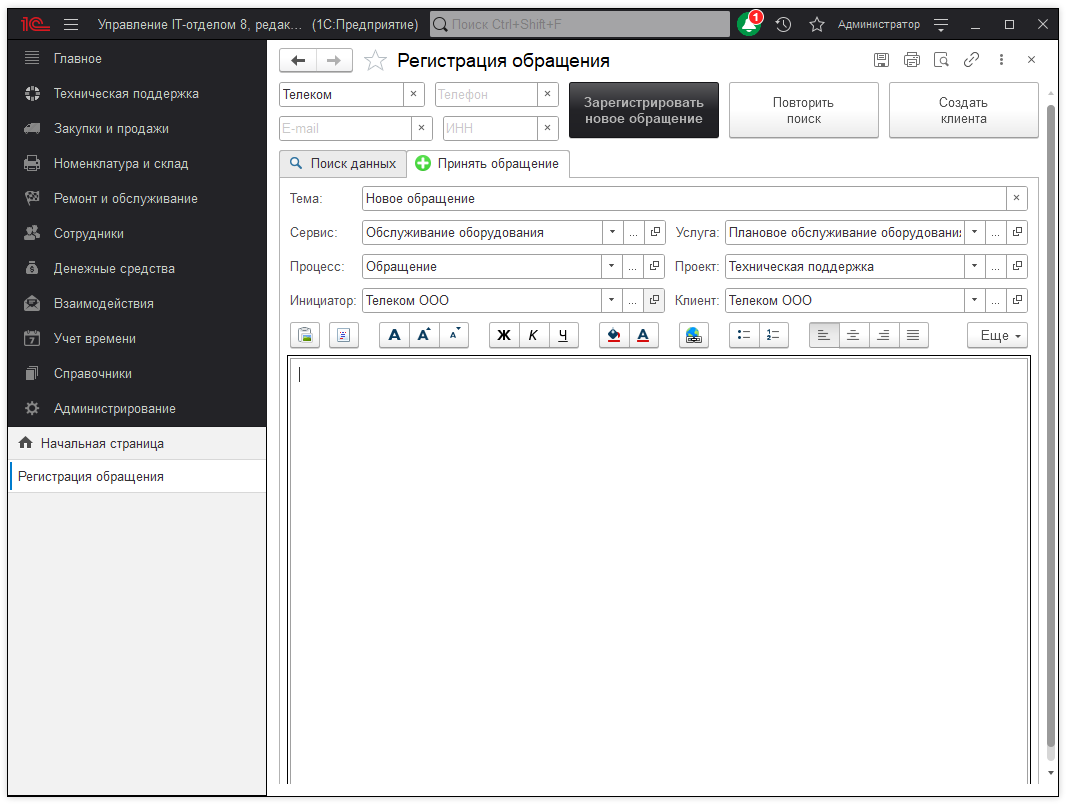 1С Управление IT-отделом 8, редак... (1С:Предприятие) Поиск Ctrl+Shift+F 1 Администратор
Главное
Техническая поддержка
Закупки и продажи
Номенклатура и склад
Ремонт и обслуживание
Сотрудники
Денежные средства
Взаимодействия
7 Учет времени
Справочники
Администрирование
Начальная страница
Регистрация обращения
Регистрация обращения
Телеком × Телефон ×
E-mail × ИНН ×
Зарегистрировать
новое обращение
Повторить
поиск
Создать
клиента
Поиск данных Принять обращение
Тема: Новое обращение ×
Сервис: Обслуживание оборудования ... Услуга: Плановое обслуживание оборудовани ...
Процесс: Обращение ... Проект: Техническая поддержка ...
Инициатор: Телеком ООО ... Клиент: Телеком ООО ...
А А А Ж К Ч А Еще